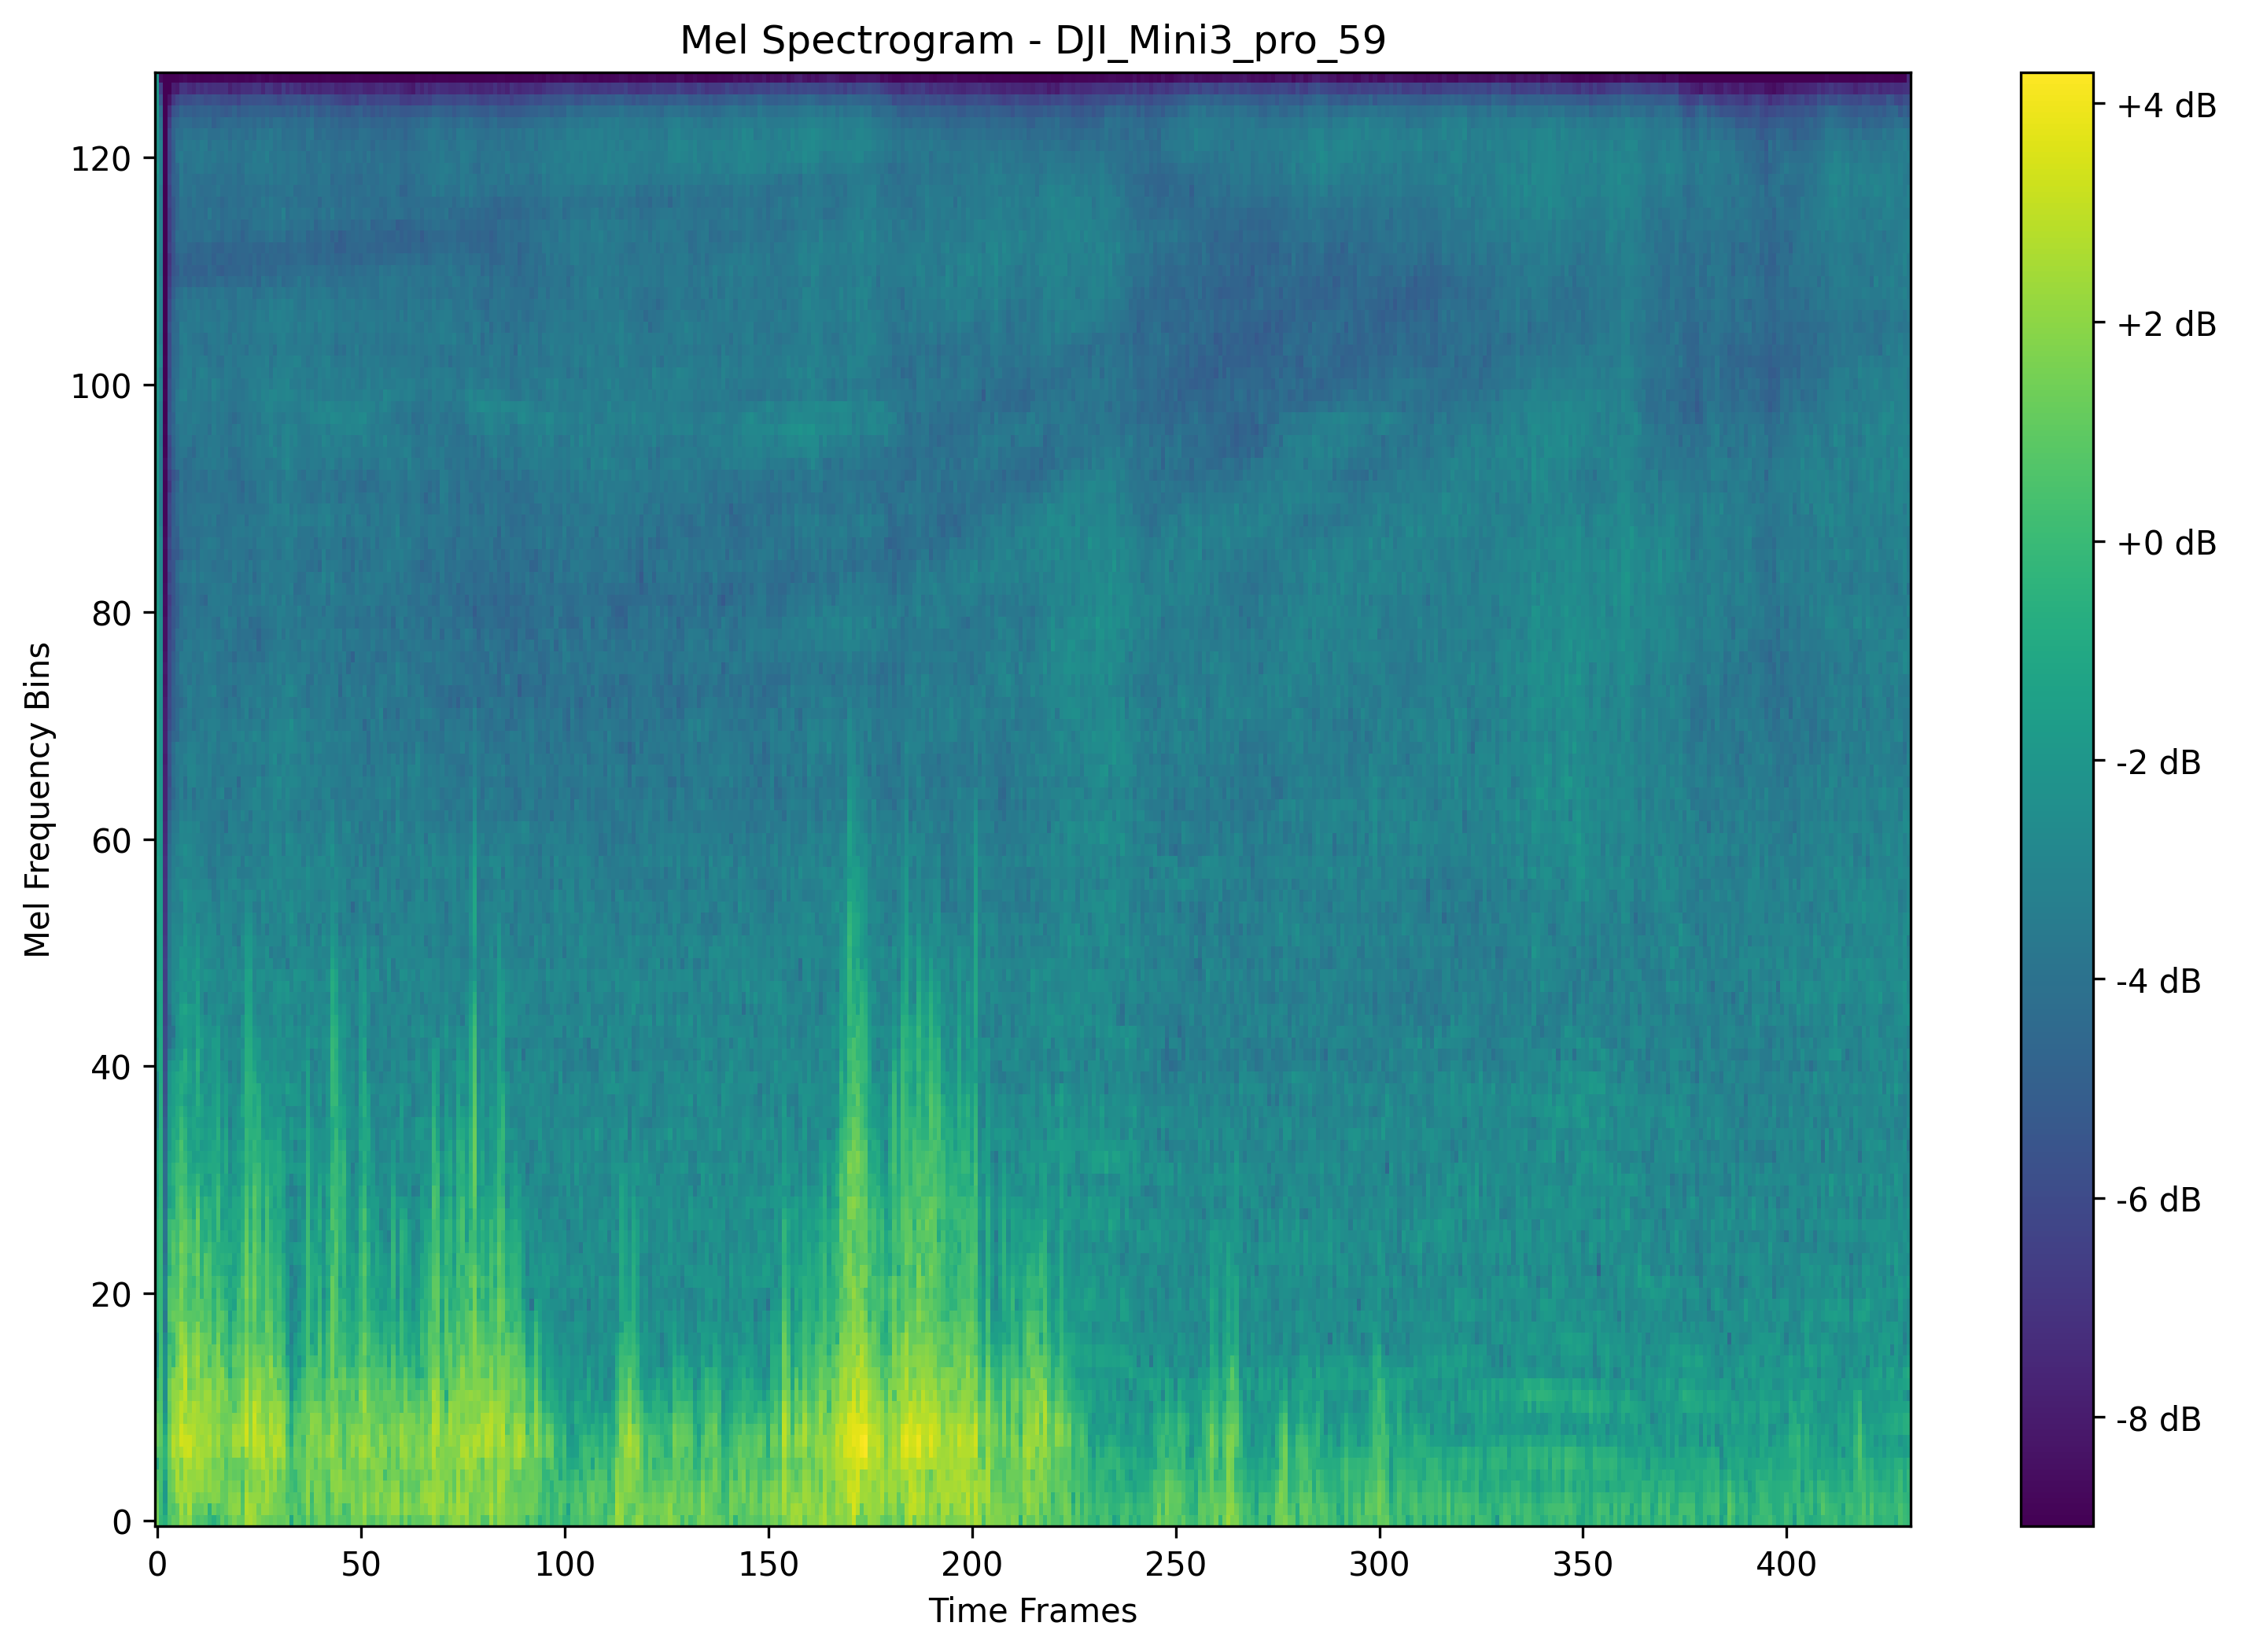 Mel Spectrogram - DJI_Mini3_pro_59
Mel Frequency Bins
120
100
80
60
40
20
0
0 50 100 150 200 250 300 350 400
Time Frames
+4 dB
+2 dB
+0 dB
-2 dB
-4 dB
-6 dB
-8 dB